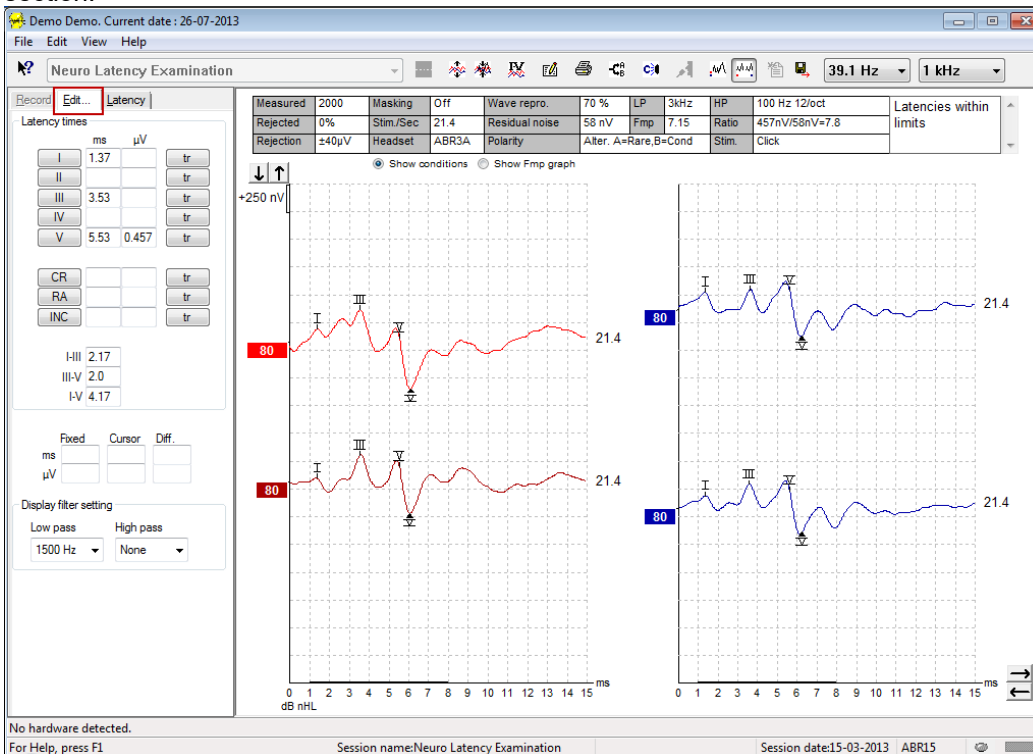 section.
Demo Demo. Current date : 26-07-2013
File Edit View Help
Neuro Latency Examination 39.1 Hz 1 kHz
Record Edit... Latency
Measured 2000 Masking Off Wave repro. 70 % LP 3kHz HP 100 Hz 12/oct Latencies within
Rejected 0% Stim./Sec 21.4 Residual noise 58 nV Fmp 7.15 Ratio 457nV/58nV=7.8 limits
Rejection ±40µV Headset ABR3A Polarity Alter. A=Rare,B=Cond Stim. Click
Show conditions Show Fmp graph
Latency times
ms µV
I 1.37 tr
II tr
III 3.53 tr
IV tr
V 5.53 0.457 tr
CR tr
RA tr
INC tr
I-III 2.17
III-V 2.0
I-V 4.17
Fixed Cursor Diff.
ms
µV
Display filter setting
Low pass High pass
1500 Hz None
+250 nV
I III V
80 21.4
V
I III V
80 21.4
V
0 1 2 3 4 5 6 7 8 9 10 11 12 13 14 15 ms
dB nHL
I III V
80 21.4
V
I III V
80 21.4
V
0 1 2 3 4 5 6 7 8 9 10 11 12 13 14 15 ms
No hardware detected.
For Help, press F1 Session name:Neuro Latency Examination Session date:15-03-2013 ABR15